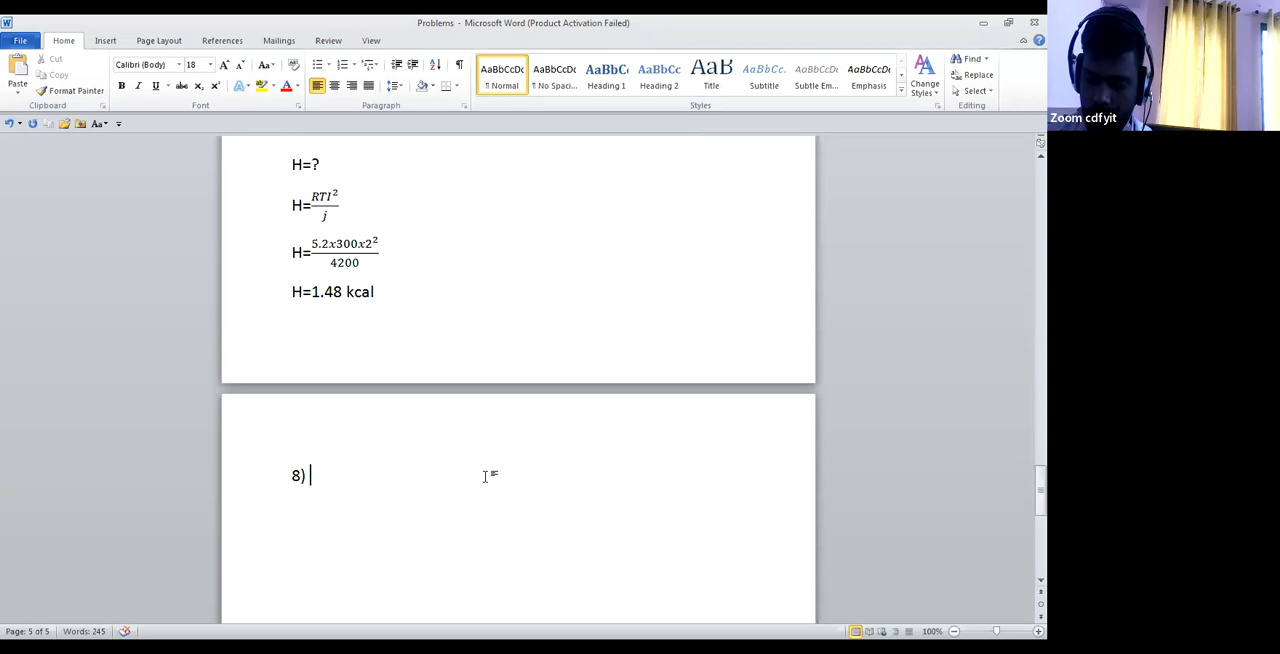 Problems - Microsoft Word (Product Activation Failed)
File Home Insert Page Layout References Mailings Review View
Cut
Copy
Format Painter
Paste
Clipboard
Calibri (Body) 18
Font
Paragraph
AaBbCcDc AaBbCcDc AaBbC AaBbCc AaB AaBbCc. AaBbCcDc AaBbCcDc
¶ Normal ¶ No Spaci... Heading 1 Heading 2 Title Subtitle Subtle Em... Emphasis
Styles
Change Styles
Find
Replace
Select
Editing
Zoom cdfyit
H=?
H=RTI²/j
H=5.2x300x2²/4200
H=1.48 kcal
8)
Page: 5 of 5 Words: 245
100%